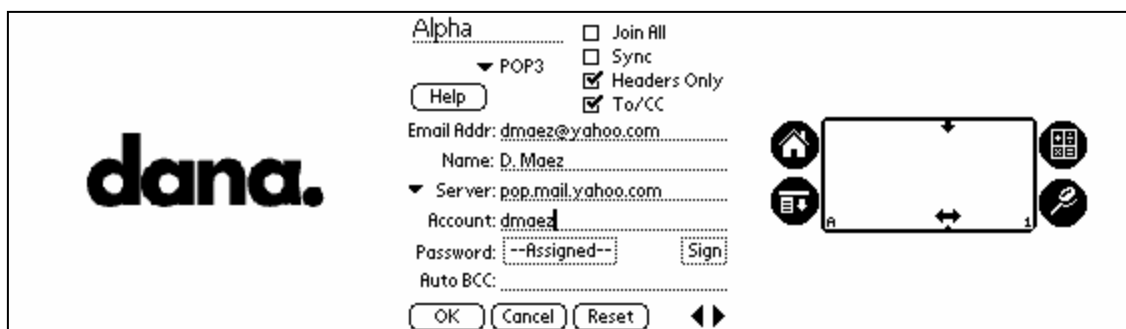 dana.
Alpha
Join All
Sync
POP3
Headers Only
Help
To/CC
Email Addr: dmaez@yahoo.com
Name: D. Maez
Server: pop.mail.yahoo.com
Account: dmaez
Password: --Assigned-- Sign
Auto BCC:
OK Cancel Reset
A 1